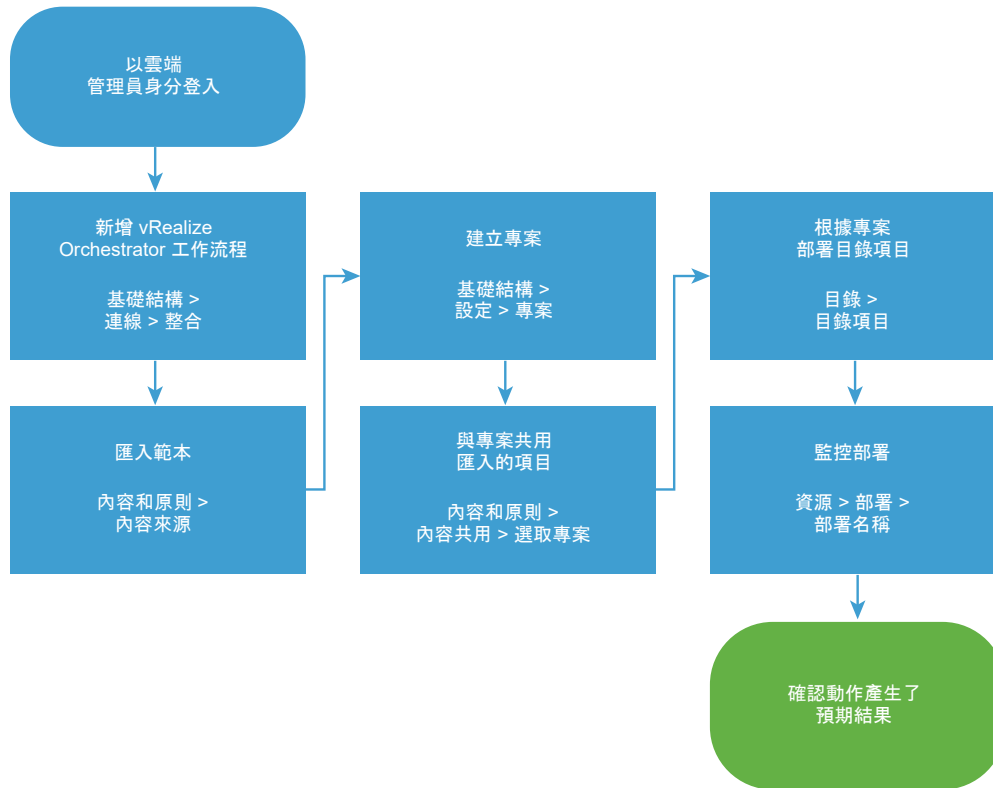 以雲端
管理員身分登入
新增 vRealize
Orchestrator 工作流程
基礎結構 >
連線 > 整合
匯入範本
內容和原則 >
內容來源
建立專案
基礎結構 >
設定 > 專案
與專案共用
匯入的項目
內容和原則 >
內容共用 > 選取專案
根據專案
部署目錄項目
目錄 >
目錄項目
監控部署
資源 > 部署 >
部署名稱
確認動作產生了
預期結果